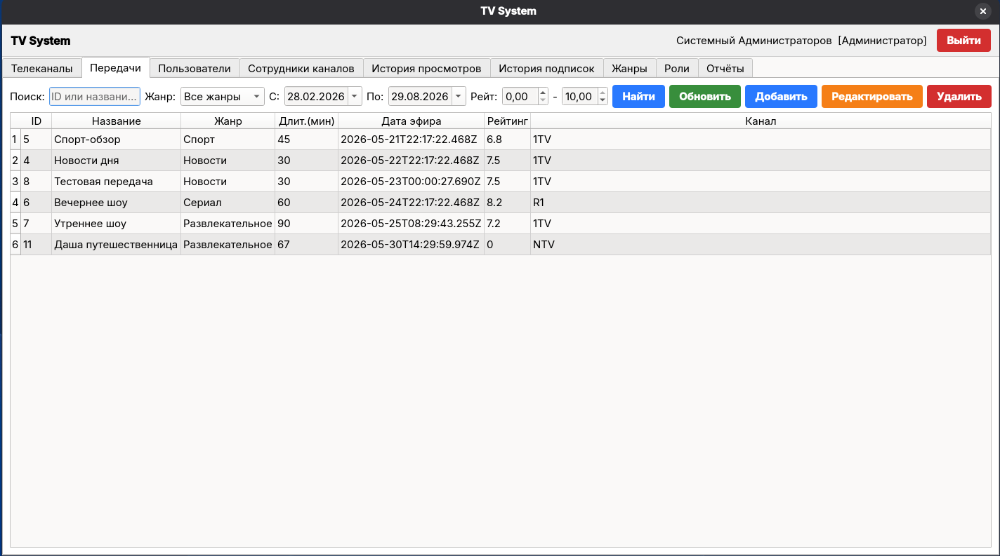 TV System
TV System Системный Администраторов [Администратор] Выйти
Телеканалы Передачи Пользователи Сотрудники каналов История просмотров История подписок Жанры Роли Отчёты
Поиск: ID или названи... Жанр: Все жанры С: 28.02.2026 По: 29.08.2026 Рейт: 0,00 - 10,00 Найти Обновить Добавить Редактировать Удалить
ID Название Жанр Длит.(мин) Дата эфира Рейтинг Канал
1 5 Спорт-обзор Спорт 45 2026-05-21T22:17:22.468Z 6.8 1TV
2 4 Новости дня Новости 30 2026-05-22T22:17:22.468Z 7.5 1TV
3 8 Тестовая передача Новости 30 2026-05-23T00:00:27.690Z 7.5 1TV
4 6 Вечернее шоу Сериал 60 2026-05-24T22:17:22.468Z 8.2 R1
5 7 Утреннее шоу Развлекательное 90 2026-05-25T08:29:43.255Z 7.2 1TV
6 11 Даша путешественница Развлекательное 67 2026-05-30T14:29:59.974Z 0 NTV